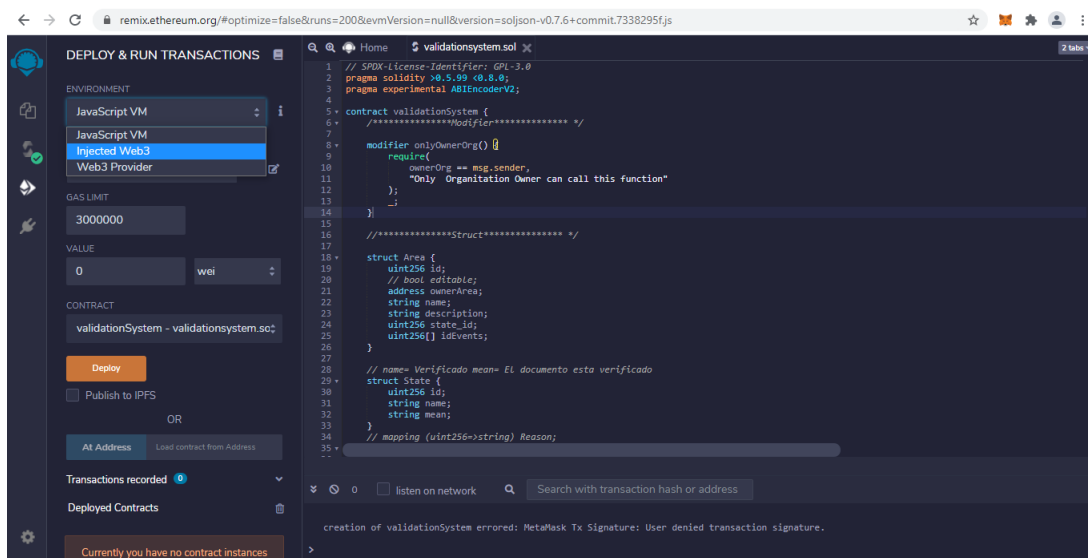 remix.ethereum.org/#optimize=false&runs=200&evmVersion=null&version=soljson-v0.7.6+commit.7338295f.js
DEPLOY & RUN TRANSACTIONS
ENVIRONMENT
JavaScript VM
JavaScript VM
Injected Web3
Web3 Provider
GAS LIMIT
3000000
VALUE
0
wei
CONTRACT
validationSystem - validationsystem.so
Deploy
Publish to IPFS
OR
At Address
Load contract from Address
Transactions recorded 0
Deployed Contracts
Currently you have no contract instances
Home
validationsystem.sol
2 tabs
1 // SPDX-License-Identifier: GPL-3.0
2 pragma solidity >0.5.99 <0.8.0;
3 pragma experimental ABIEncoderV2;
4
5 contract validationSystem {
6 /***************Modifier************** */
7
8 modifier onlyOwnerOrg() {
9 require(
10 ownerOrg == msg.sender,
11 "Only  Organitation Owner can call this function"
12 );
13 _;
14 }
15
16 //**************Struct*************** */
17
18 struct Area {
19 uint256 id;
20 // bool editable;
21 address ownerArea;
22 string name;
23 string description;
24 uint256 state_id;
25 uint256[] idEvents;
26 }
27
28 // name= Verificado mean= El documento esta verificado
29 struct State {
30 uint256 id;
31 string name;
32 string mean;
33 }
34 // mapping (uint256=>string) Reason;
35
0
listen on network
Search with transaction hash or address
creation of validationSystem errored: MetaMask Tx Signature: User denied transaction signature.
>